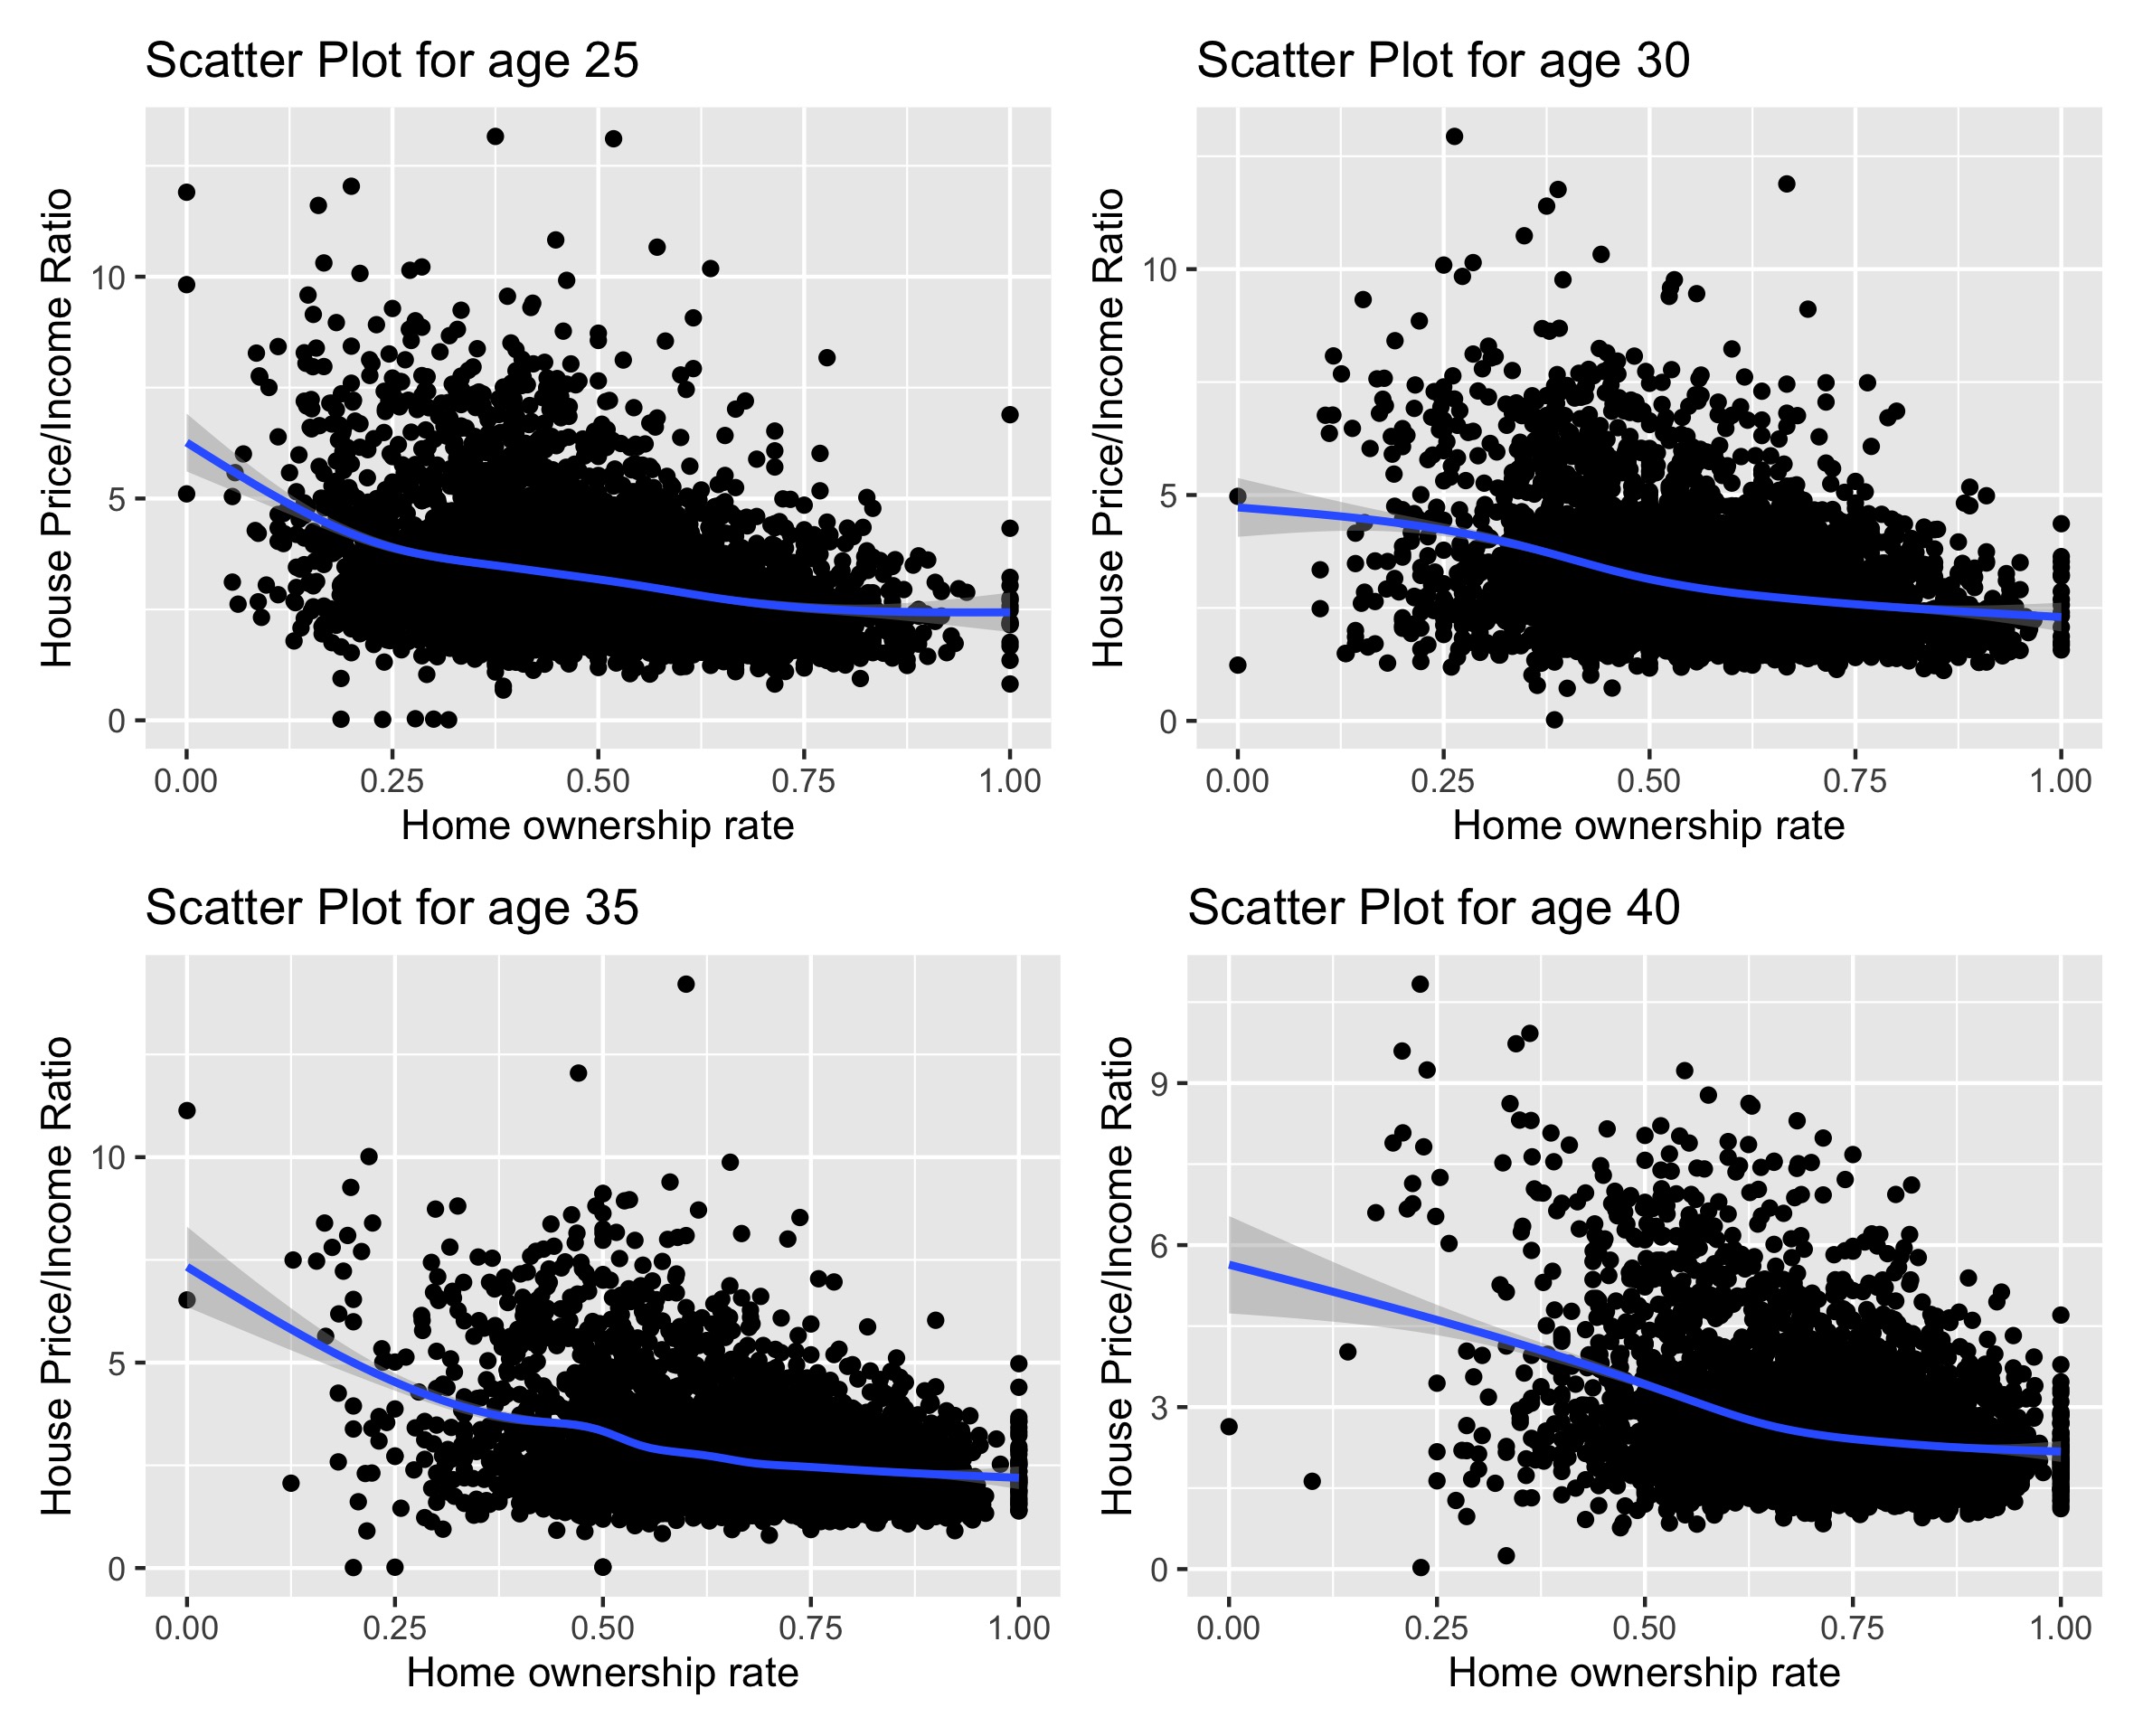 Scatter Plot for age 25
House Price/Income Ratio
10
5
0
0.00 0.25 0.50 0.75 1.00
Home ownership rate
Scatter Plot for age 30
House Price/Income Ratio
10
5
0
0.00 0.25 0.50 0.75 1.00
Home ownership rate
Scatter Plot for age 35
House Price/Income Ratio
10
5
0
0.00 0.25 0.50 0.75 1.00
Home ownership rate
Scatter Plot for age 40
House Price/Income Ratio
9
6
3
0
0.00 0.25 0.50 0.75 1.00
Home ownership rate